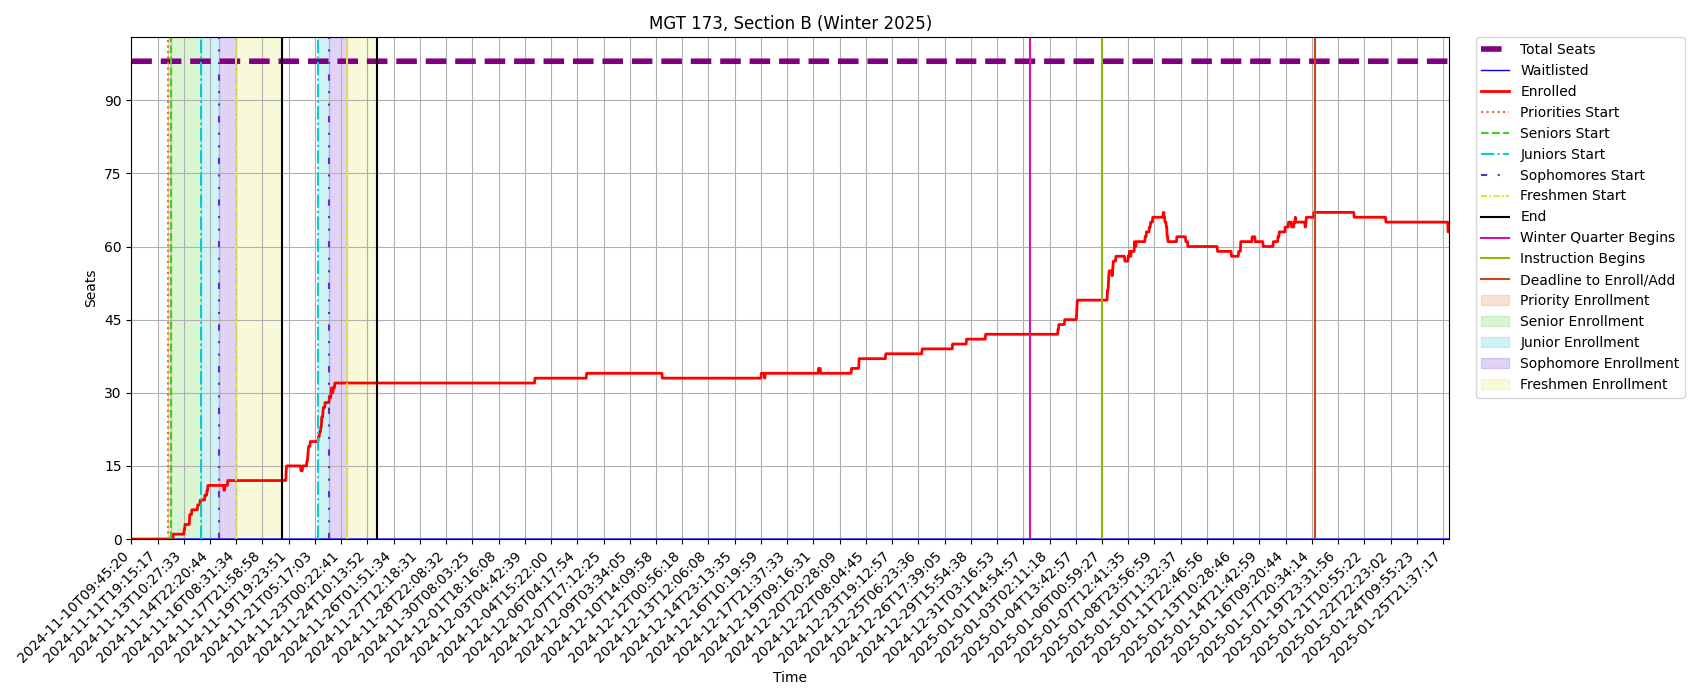 MGT 173, Section B (Winter 2025)
Seats
90
75
60
45
30
15
0
2024-11-10T09:45:20
2024-11-11T19:15:17
2024-11-13T10:27:33
2024-11-14T22:20:44
2024-11-16T08:31:34
2024-11-17T21:58:58
2024-11-19T19:23:51
2024-11-21T05:17:03
2024-11-23T00:22:41
2024-11-24T10:13:52
2024-11-26T01:51:34
2024-11-27T12:18:31
2024-11-28T22:08:32
2024-11-30T08:03:25
2024-12-01T18:16:09
2024-12-03T04:42:39
2024-12-04T15:22:00
2024-12-06T04:17:54
2024-12-07T17:12:25
2024-12-09T03:34:05
2024-12-10T14:09:58
2024-12-12T00:56:18
2024-12-13T12:06:08
2024-12-14T23:13:35
2024-12-16T10:19:59
2024-12-17T21:37:33
2024-12-19T09:16:31
2024-12-20T20:28:09
2024-12-22T08:04:45
2024-12-23T19:12:57
2024-12-25T06:23:36
2024-12-26T17:39:05
2024-12-29T15:54:38
2024-12-31T03:16:53
2025-01-01T14:54:57
2025-01-03T02:11:18
2025-01-04T13:42:57
2025-01-06T00:59:27
2025-01-07T12:41:35
2025-01-08T23:56:59
2025-01-10T11:32:37
2025-01-11T22:46:56
2025-01-13T10:28:46
2025-01-14T21:42:59
2025-01-16T09:20:44
2025-01-17T20:34:14
2025-01-19T23:31:56
2025-01-21T10:55:22
2025-01-22T22:23:02
2025-01-24T09:55:23
2025-01-25T21:37:17
Time
Total Seats
Waitlisted
Enrolled
Priorities Start
Seniors Start
Juniors Start
Sophomores Start
Freshmen Start
End
Winter Quarter Begins
Instruction Begins
Deadline to Enroll/Add
Priority Enrollment
Senior Enrollment
Junior Enrollment
Sophomore Enrollment
Freshmen Enrollment